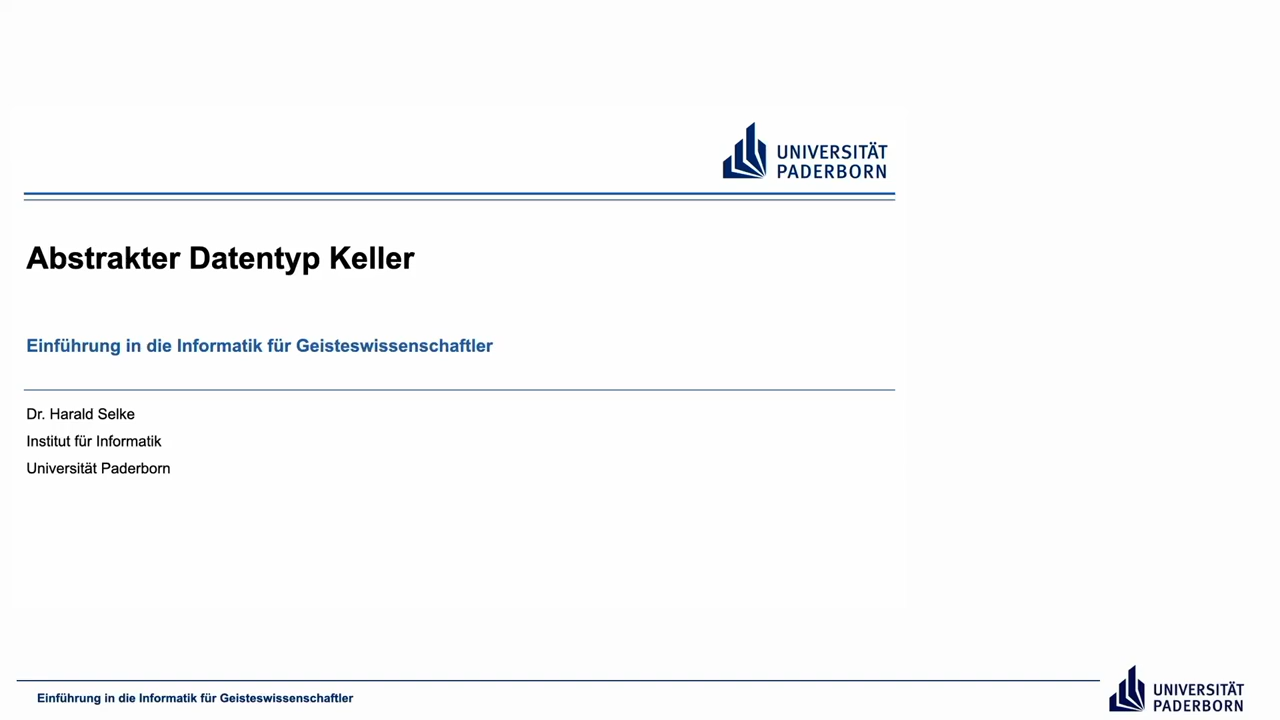 UNIVERSITÄT
PADERBORN
Abstrakter Datentyp Keller
Einführung in die Informatik für Geisteswissenschaftler
Dr. Harald Selke
Institut für Informatik
Universität Paderborn
Einführung in die Informatik für Geisteswissenschaftler
UNIVERSITÄT
PADERBORN